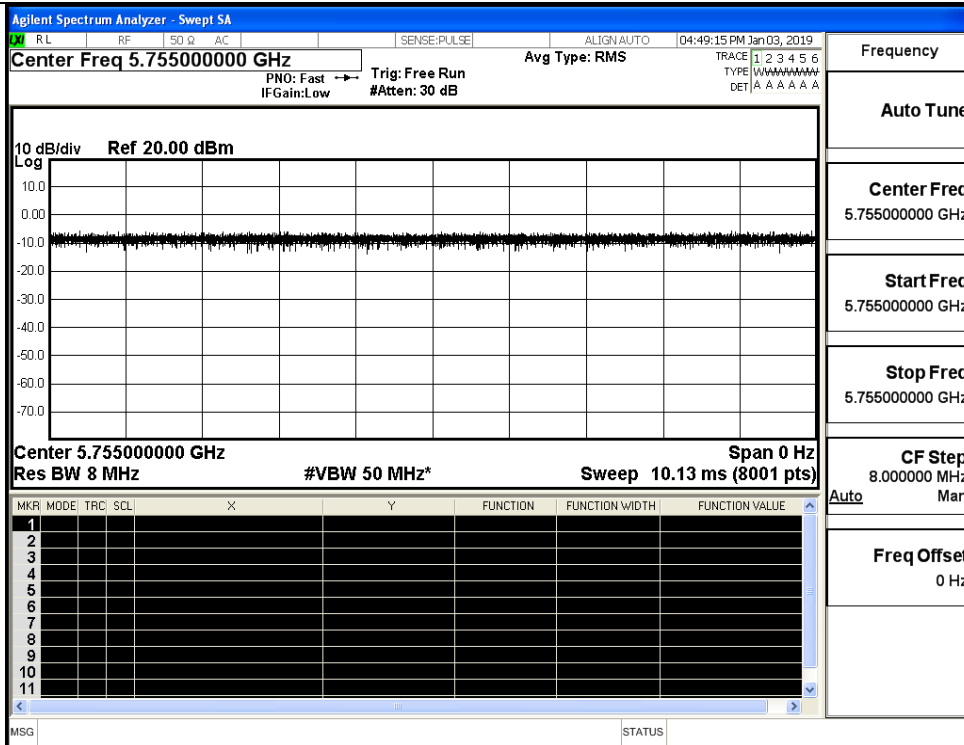 Agilent Spectrum Analyzer - Swept SA
LXI RL RF 50 Ω AC SENSE:PULSE ALIGN AUTO 04:49:15 PM Jan 03, 2019
Center Freq 5.755000000 GHz
PNO: Fast
IFGain:Low
Trig: Free Run
#Atten: 30 dB
Avg Type: RMS
TRACE 1 2 3 4 5 6
TYPE
DET A A A A A A
10 dB/div Ref 20.00 dBm
Log
10.0
0.00
-10.0
-20.0
-30.0
-40.0
-50.0
-60.0
-70.0
Center 5.755000000 GHz Span 0 Hz
Res BW 8 MHz #VBW 50 MHz* Sweep 10.13 ms (8001 pts)
MKR MODE TRC SCL X Y FUNCTION FUNCTION WIDTH FUNCTION VALUE
1
2
3
4
5
6
7
8
9
10
11
MSG STATUS
Frequency
Auto Tune
Center Freq
5.755000000 GHz
Start Freq
5.755000000 GHz
Stop Freq
5.755000000 GHz
CF Step
8.000000 MHz
Auto Man
Freq Offset
0 Hz